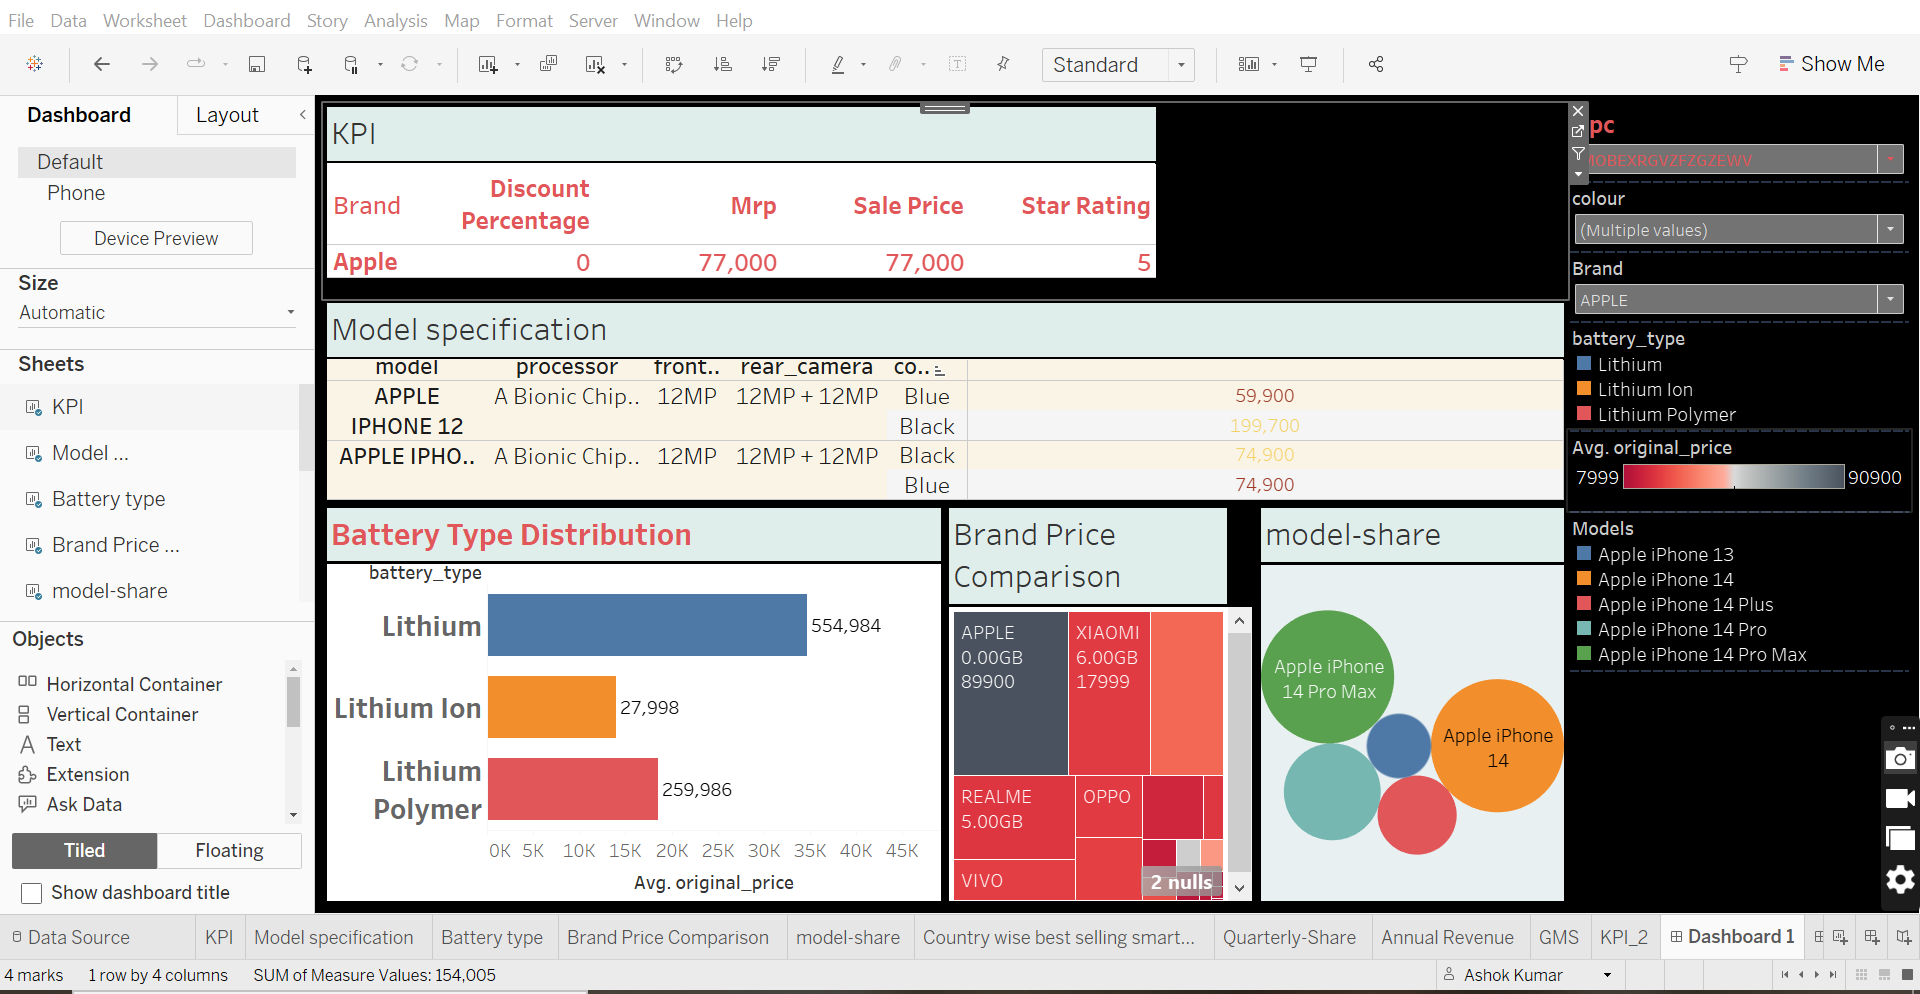 File Data Worksheet Dashboard Story Analysis Map Format Server Window Help
Standard
Show Me
Dashboard Layout
Default
Phone
Device Preview
Size
Automatic
Sheets
KPI
Model ...
Battery type
Brand Price ...
model-share
Objects
Horizontal Container
Vertical Container
Text
Extension
Ask Data
Tiled Floating
Show dashboard title
KPI
Brand Discount Percentage Mrp Sale Price Star Rating
Apple 0 77,000 77,000 5
Model specification
model processor front.. rear_camera co..
APPLE A Bionic Chip.. 12MP 12MP + 12MP Blue 59,900
IPHONE 12 Black 199,700
APPLE IPHO.. A Bionic Chip.. 12MP 12MP + 12MP Black 74,900
Blue 74,900
Battery Type Distribution
battery_type
Lithium 554,984
Lithium Ion 27,998
Lithium
Polymer 259,986
0K 5K 10K 15K 20K 25K 30K 35K 40K 45K
Avg. original_price
Brand Price
Comparison
APPLE
0.00GB
89900
XIAOMI
6.00GB
17999
REALME
5.00GB
OPPO
VIVO
2 nulls
model-share
Apple iPhone
14 Pro Max
Apple iPhone
14
pc
MOBEXRGVZFZGZEWV
colour
(Multiple values)
Brand
APPLE
battery_type
Lithium
Lithium Ion
Lithium Polymer
Avg. original_price
7999 90900
Models
Apple iPhone 13
Apple iPhone 14
Apple iPhone 14 Plus
Apple iPhone 14 Pro
Apple iPhone 14 Pro Max
Data Source KPI Model specification Battery type Brand Price Comparison model-share Country wise best selling smart... Quarterly-Share Annual Revenue GMS KPI_2 Dashboard 1
4 marks 1 row by 4 columns SUM of Measure Values: 154,005 Ashok Kumar